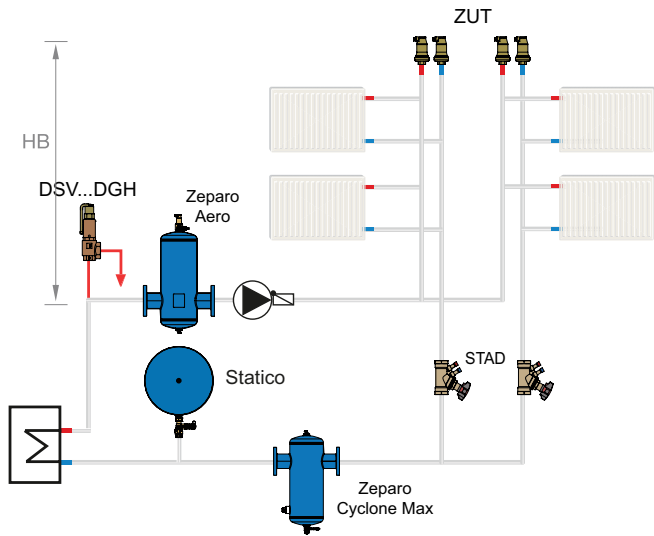 ZUT
HB
DSV...DGH
Zeparo
Aero
STAD
Statico
Zeparo
Cyclone Max